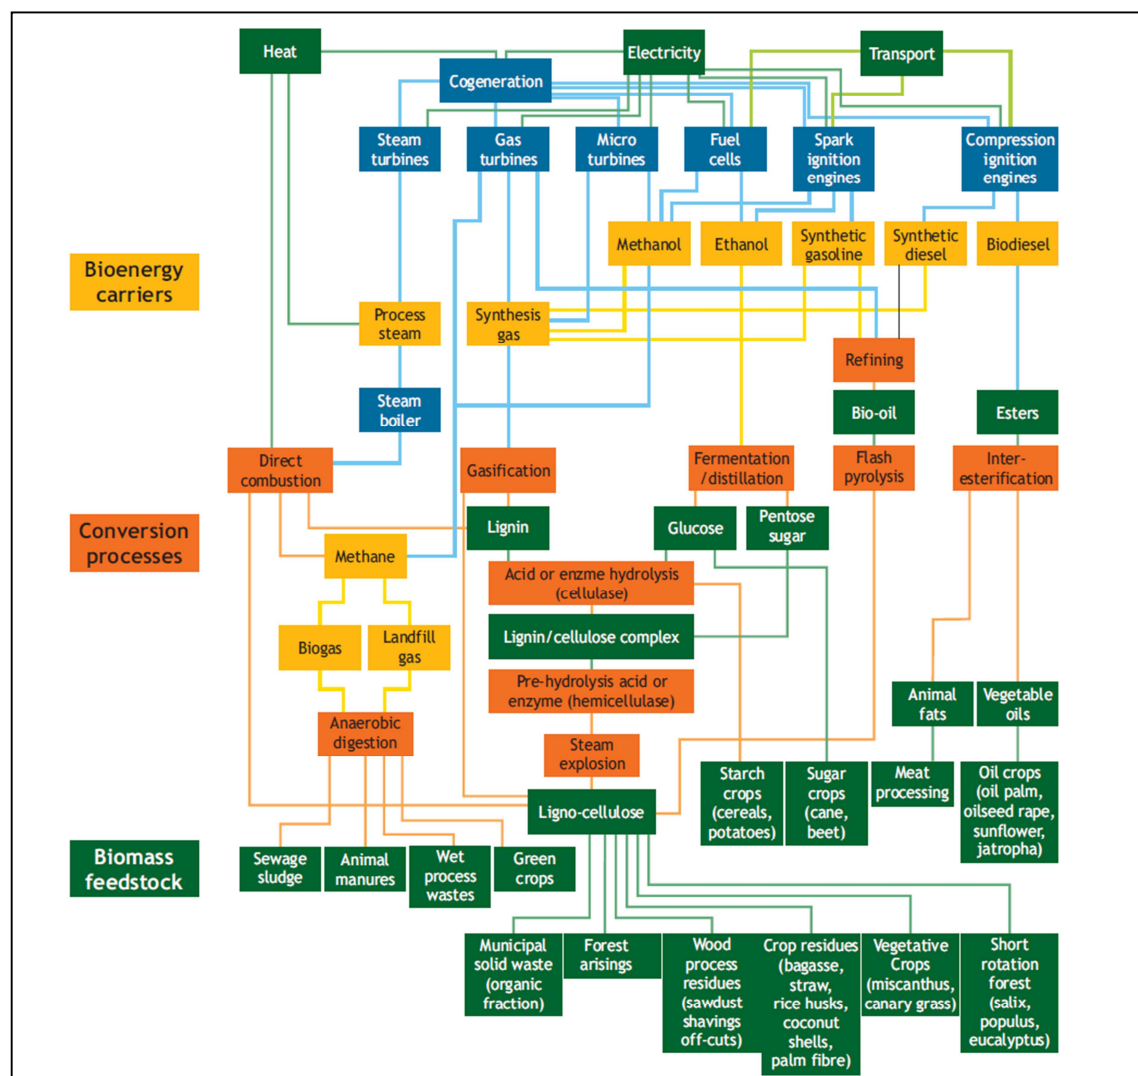 Heat
Electricity
Transport
Cogeneration
Steam
turbines
Gas
turbines
Micro
turbines
Fuel
cells
Spark
ignition
engines
Compression
ignition
engines
Methanol
Ethanol
Synthetic
gasoline
Synthetic
diesel
Biodiesel
Bioenergy
carriers
Process
steam
Synthesis
gas
Refining
Steam
boiler
Bio-oil
Esters
Direct
combustion
Gasification
Fermentation
/distillation
Flash
pyrolysis
Inter-
esterification
Conversion
processes
Lignin
Glucose
Pentose
sugar
Methane
Acid or enzme hydrolysis
(cellulase)
Biogas
Landfill
gas
Lignin/cellulose complex
Pre-hydrolysis acid or
enzyme (hemicellulase)
Animal
fats
Vegetable
oils
Anaerobic
digestion
Steam
explosion
Starch
crops
(cereals,
potatoes)
Sugar
crops
(cane,
beet)
Meat
processing
Oil crops
(oil palm,
oilseed rape,
sunflower,
jatropha)
Ligno-cellulose
Biomass
feedstock
Sewage
sludge
Animal
manures
Wet
process
wastes
Green
crops
Municipal
solid waste
(organic
fraction)
Forest
arisings
Wood
process
residues
(sawdust
shavings
off-cuts)
Crop residues
(bagasse,
straw,
rice husks,
coconut
shells,
palm fibre)
Vegetative
Crops
(miscanthus,
canary grass)
Short
rotation
forest
(salix,
populus,
eucalyptus)